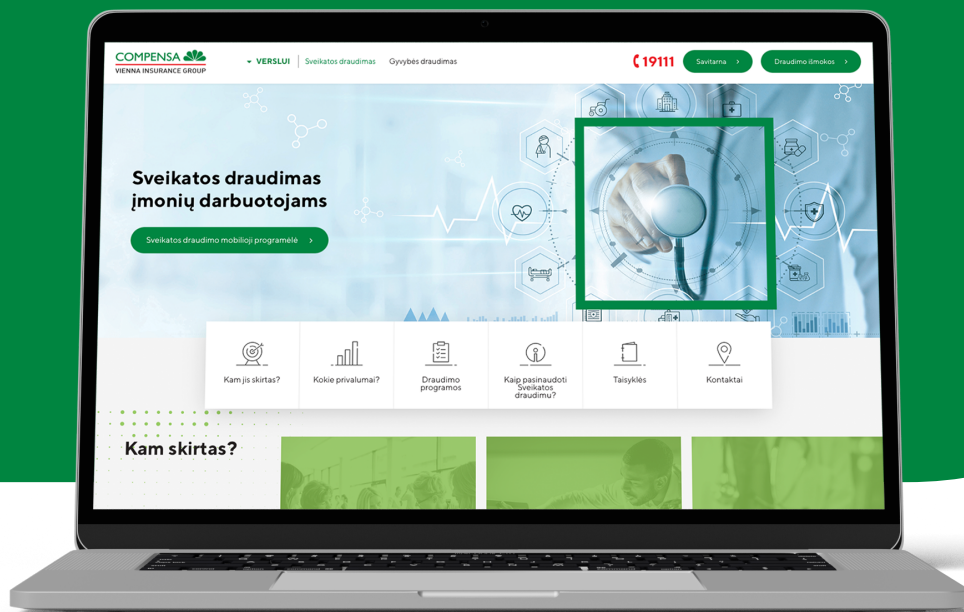 COMPENSA
VIENNA INSURANCE GROUP
VERSLUI
Sveikatos draudimas
Gyvybės draudimas
19111
Savitarna
Draudimo išmokos
Sveikatos draudimas
įmonių darbuotojams
Sveikatos draudimo mobilioji programėlė
Kam jis skirtas?
Kokie privalumai?
Draudimo
programos
Kaip pasinaudoti
Sveikatos
draudimu?
Taisyklės
Kontaktai
Kam skirtas?